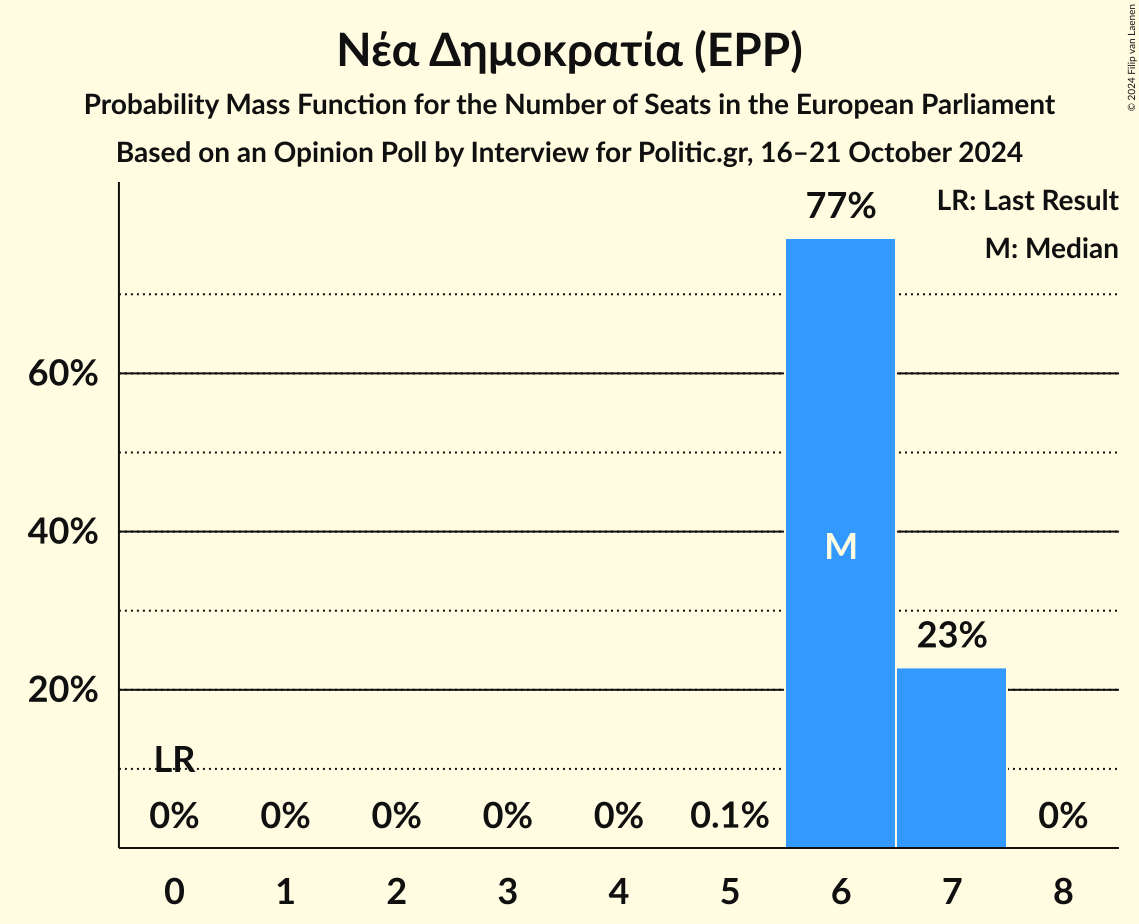 Νέα Δημοκρατία (EPP)
Probability Mass Function for the Number of Seats in the European Parliament
Based on an Opinion Poll by Interview for Politic.gr, 16–21 October 2024
© 2024 Filip van Laenen
LR: Last Result
M: Median
77%
60%
40%
M
23%
20%
LR
0% 0% 0% 0% 0% 0.1% 0%
0 1 2 3 4 5 6 7 8